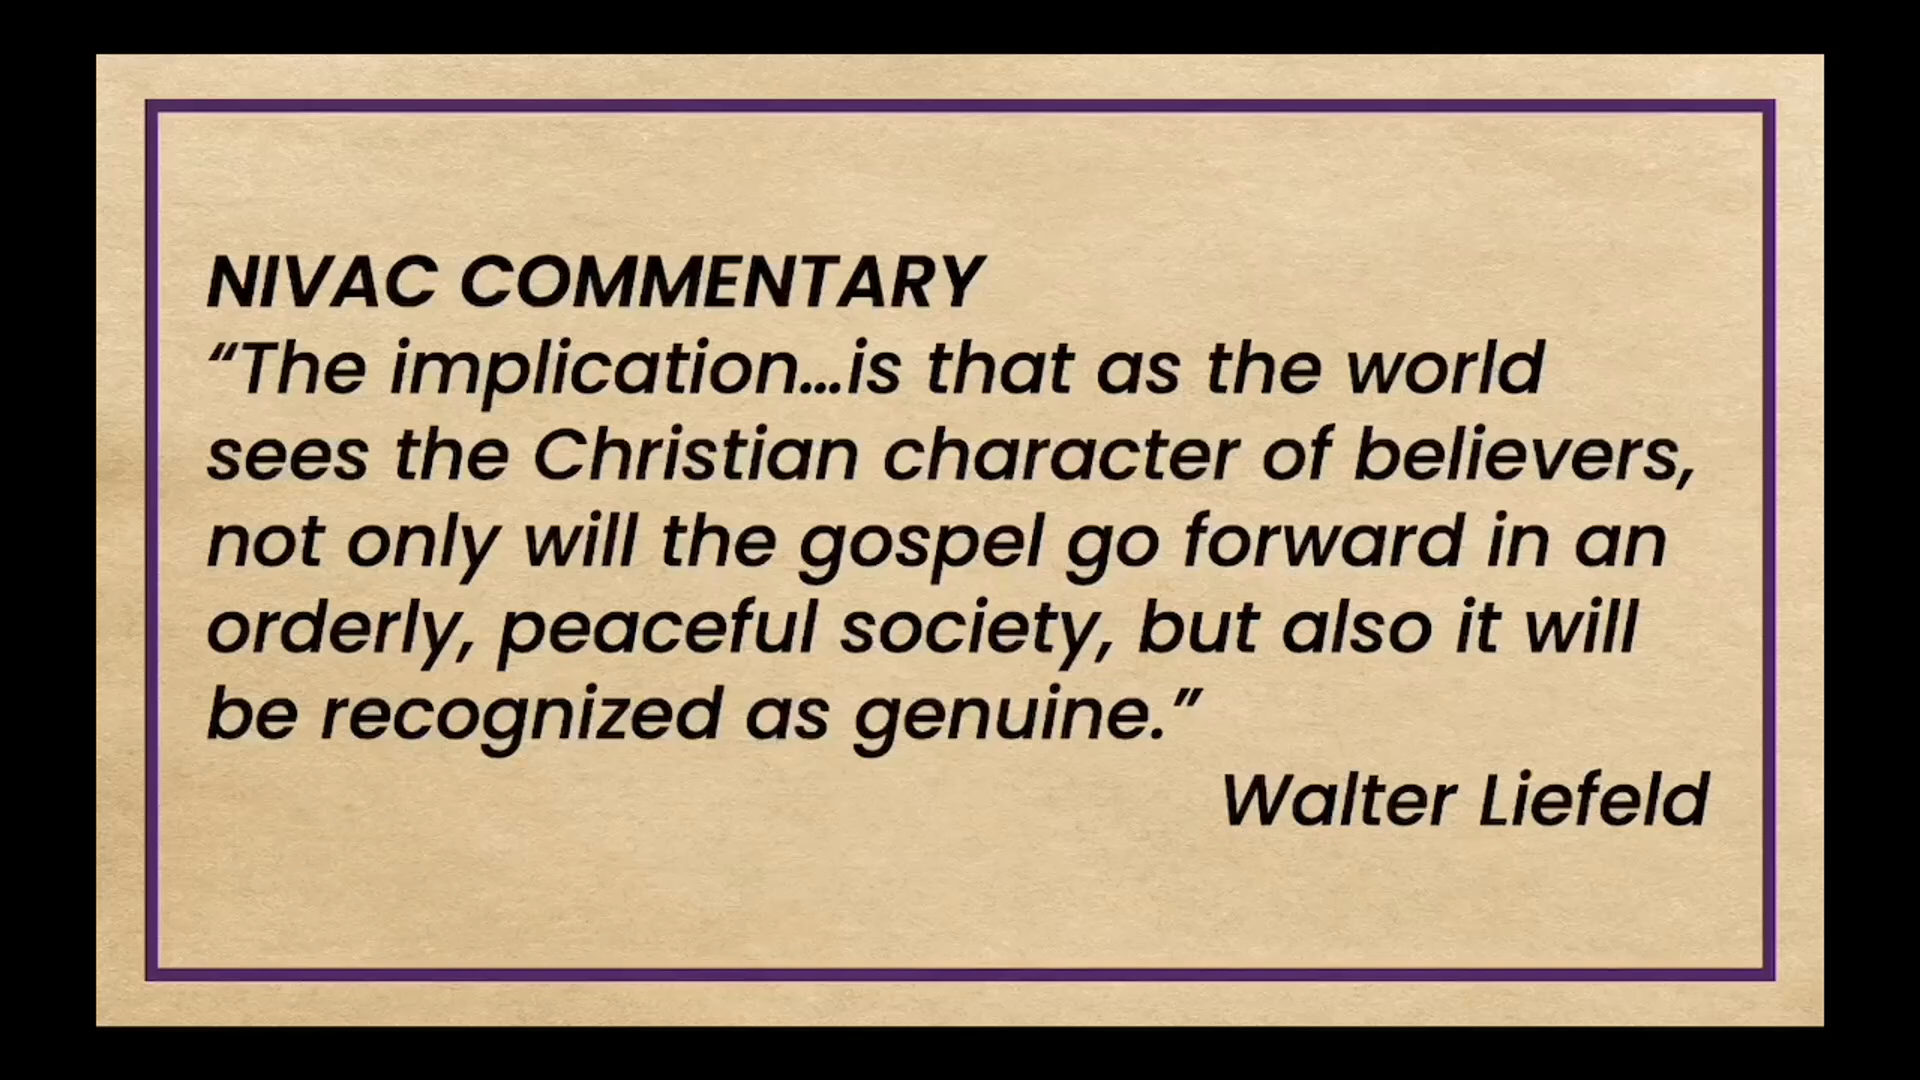 NIVAC COMMENTARY
“The implication...is that as the world
sees the Christian character of believers,
not only will the gospel go forward in an
orderly, peaceful society, but also it will
be recognized as genuine.”
Walter Liefeld